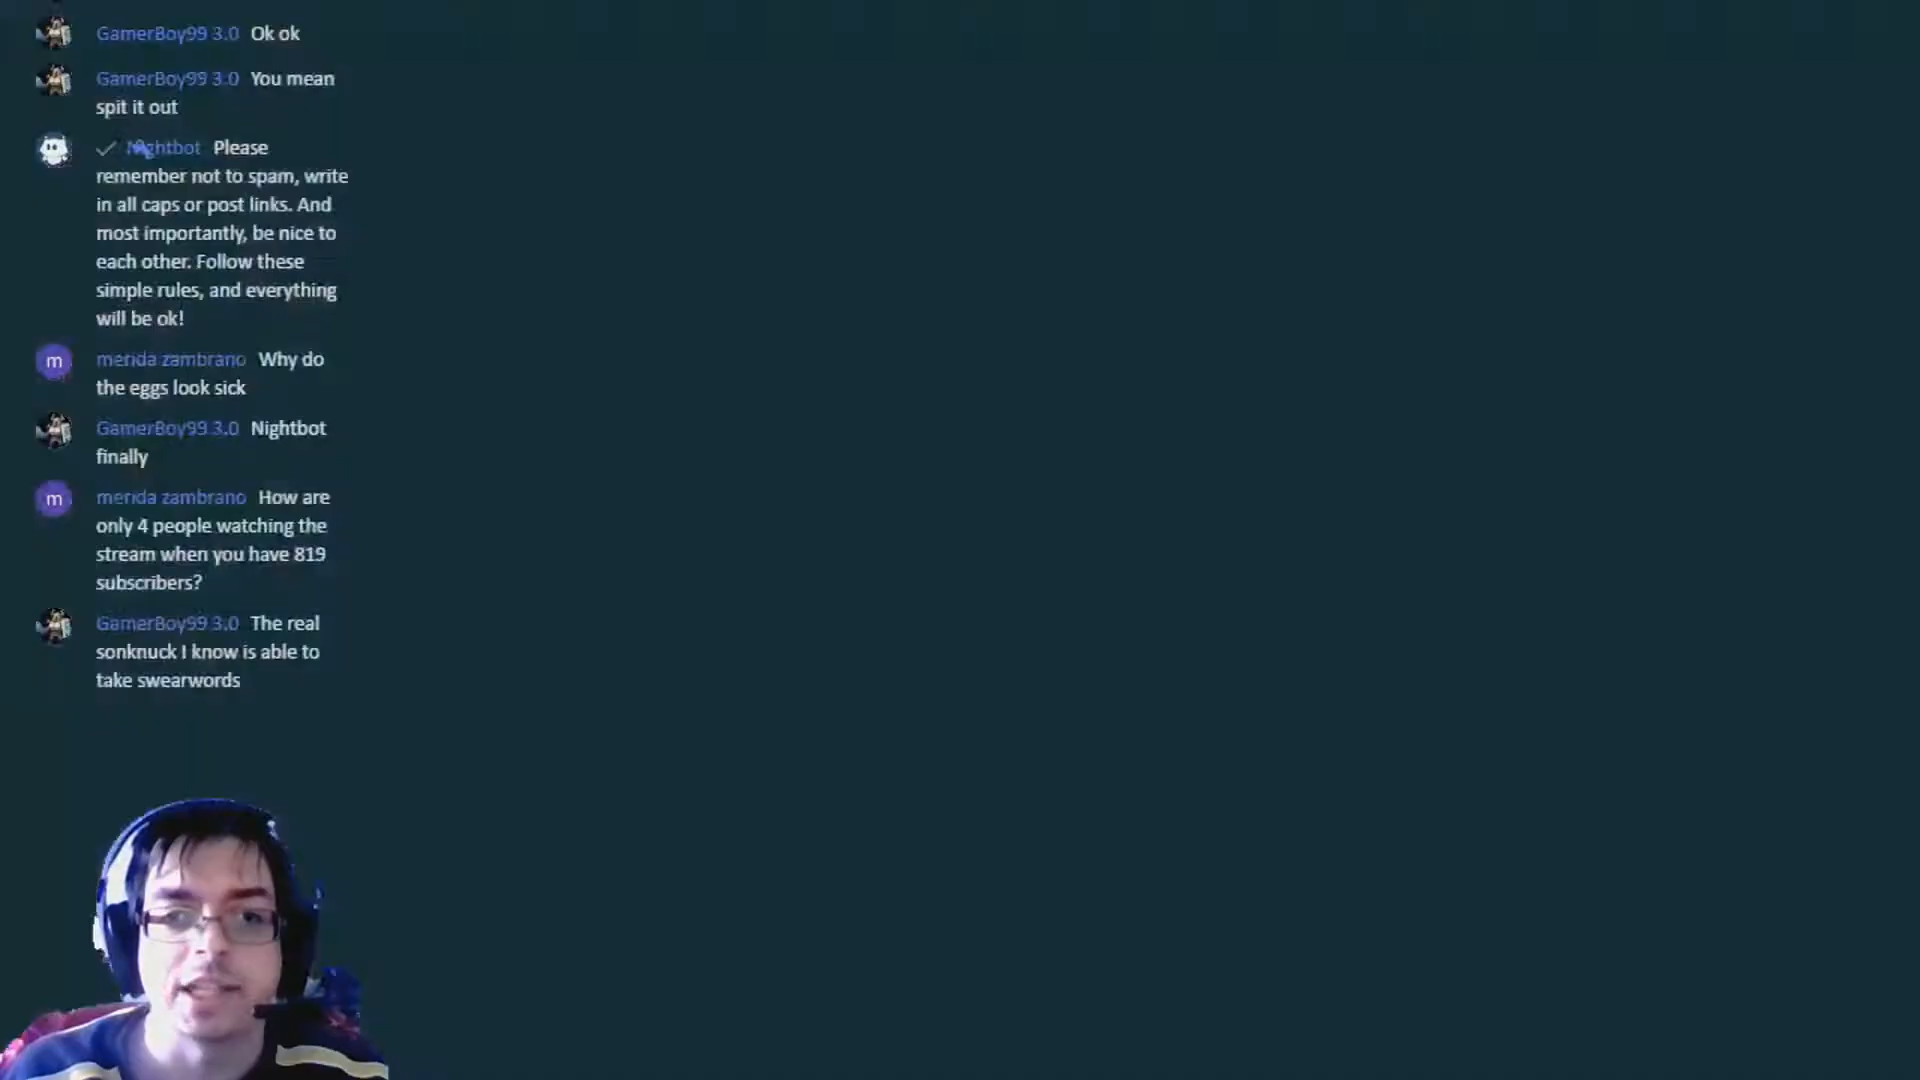 GamerBoy99 3.0 Ok ok
GamerBoy99 3.0 You mean
spit it out
Nightbot Please
remember not to spam, write
in all caps or post links. And
most importantly, be nice to
each other. Follow these
simple rules, and everything
will be ok!
m merida zambrano Why do
the eggs look sick
GamerBoy99 3.0 Nightbot
finally
m merida zambrano How are
only 4 people watching the
stream when you have 819
subscribers?
GamerBoy99 3.0 The real
sonknuck I know is able to
take swearwords